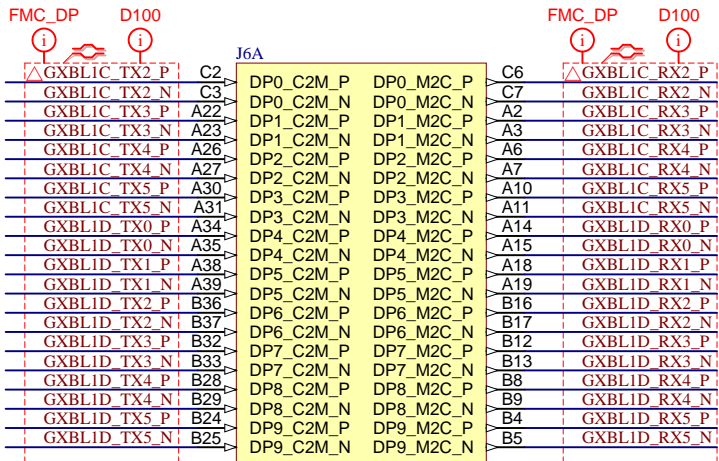 FMC_DP D100 FMC_DP D100
i i i i
J6A
GXBL1C_TX2_P C2 DP0_C2M_P DP0_M2C_P C6 GXBL1C_RX2_P
GXBL1C_TX2_N C3 DP0_C2M_N DP0_M2C_N C7 GXBL1C_RX2_N
GXBL1C_TX3_P A22 DP1_C2M_P DP1_M2C_P A2 GXBL1C_RX3_P
GXBL1C_TX3_N A23 DP1_C2M_N DP1_M2C_N A3 GXBL1C_RX3_N
GXBL1C_TX4_P A26 DP2_C2M_P DP2_M2C_P A6 GXBL1C_RX4_P
GXBL1C_TX4_N A27 DP2_C2M_N DP2_M2C_N A7 GXBL1C_RX4_N
GXBL1C_TX5_P A30 DP3_C2M_P DP3_M2C_P A10 GXBL1C_RX5_P
GXBL1C_TX5_N A31 DP3_C2M_N DP3_M2C_N A11 GXBL1C_RX5_N
GXBL1D_TX0_P A34 DP4_C2M_P DP4_M2C_P A14 GXBL1D_RX0_P
GXBL1D_TX0_N A35 DP4_C2M_N DP4_M2C_N A15 GXBL1D_RX0_N
GXBL1D_TX1_P A38 DP5_C2M_P DP5_M2C_P A18 GXBL1D_RX1_P
GXBL1D_TX1_N A39 DP5_C2M_N DP5_M2C_N A19 GXBL1D_RX1_N
GXBL1D_TX2_P B36 DP6_C2M_P DP6_M2C_P B16 GXBL1D_RX2_P
GXBL1D_TX2_N B37 DP6_C2M_N DP6_M2C_N B17 GXBL1D_RX2_N
GXBL1D_TX3_P B32 DP7_C2M_P DP7_M2C_P B12 GXBL1D_RX3_P
GXBL1D_TX3_N B33 DP7_C2M_N DP7_M2C_N B13 GXBL1D_RX3_N
GXBL1D_TX4_P B28 DP8_C2M_P DP8_M2C_P B8 GXBL1D_RX4_P
GXBL1D_TX4_N B29 DP8_C2M_N DP8_M2C_N B9 GXBL1D_RX4_N
GXBL1D_TX5_P B24 DP9_C2M_P DP9_M2C_P B4 GXBL1D_RX5_P
GXBL1D_TX5_N B25 DP9_C2M_N DP9_M2C_N B5 GXBL1D_RX5_N